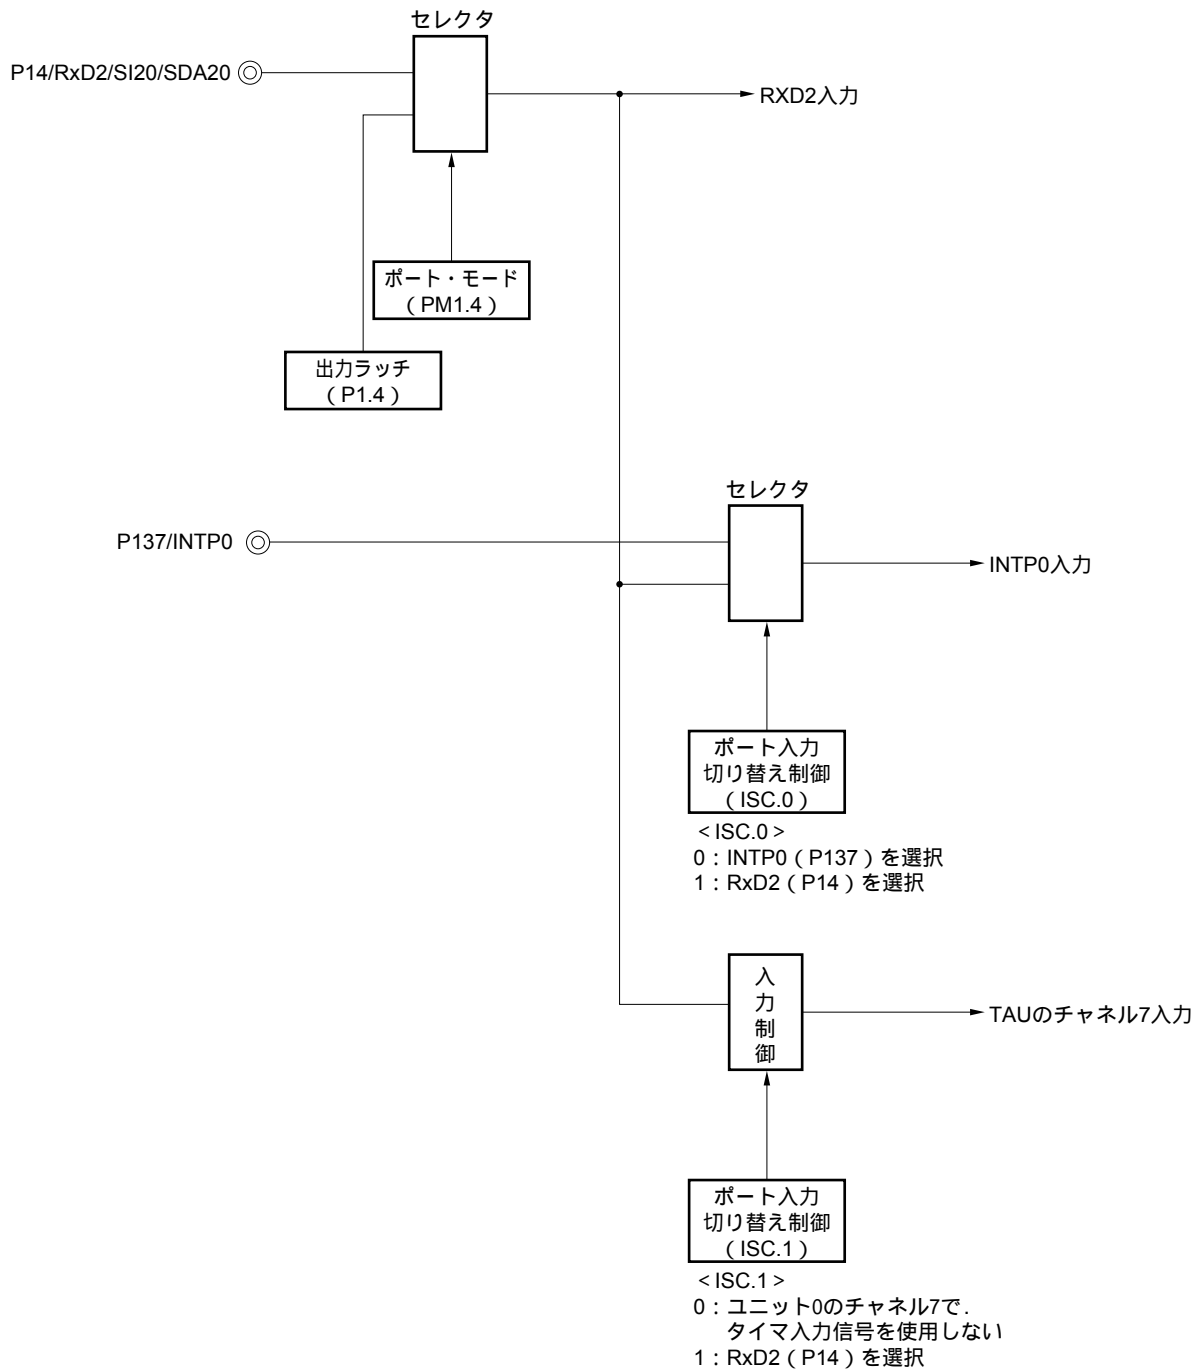 セレクタ
P14/RxD2/SI20/SDA20
RXD2入力
ポート・モード
（PM1.4）
出力ラッチ
（P1.4）
セレクタ
P137/INTP0
INTP0入力
ポート入力
切り替え制御
（ISC.0）
＜ISC.0＞
0：INTP0（P137）を選択
1：RxD2（P14）を選択
入
力
制
御
TAUのチャネル7入力
ポート入力
切り替え制御
（ISC.1）
＜ISC.1＞
0：ユニット0のチャネル7で.
タイマ入力信号を使用しない
1：RxD2（P14）を選択